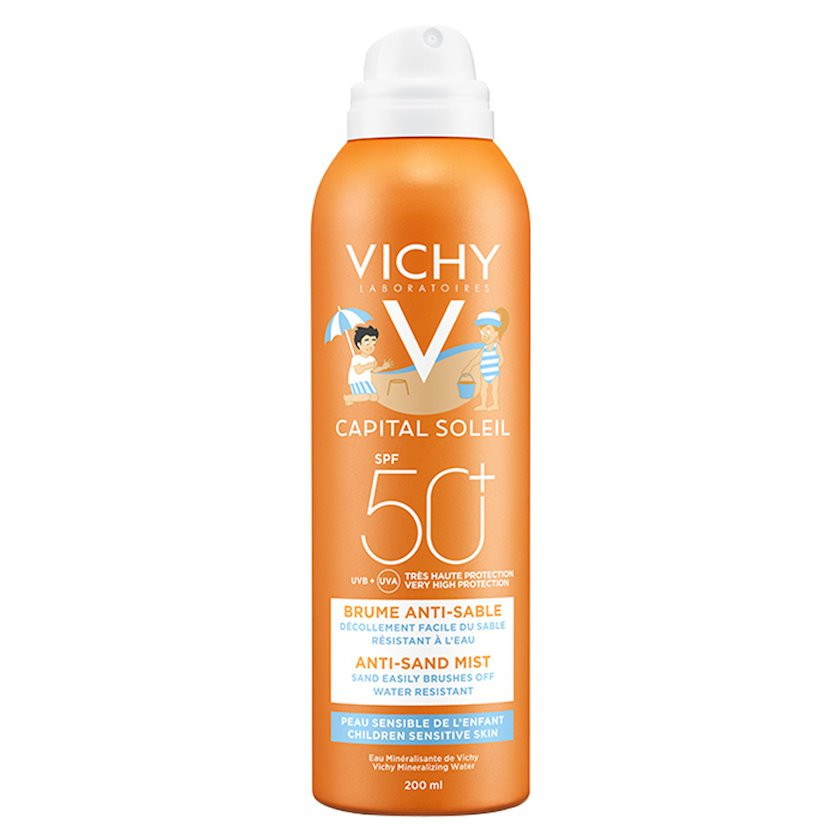 VICHY
LABORATOIRES
V
CAPITAL SOLEIL
SPF
50+
UVB + UVA TRÈS HAUTE PROTECTION
VERY HIGH PROTECTION
BRUME ANTI-SABLE
DÉCOLLEMENT FACILE DU SABLE
RÉSISTANT À L'EAU
ANTI-SAND MIST
SAND EASILY BRUSHES OFF
WATER RESISTANT
PEAU SENSIBLE DE L'ENFANT
CHILDREN SENSITIVE SKIN
Eau Minéralisante de Vichy
Vichy Mineralizing Water
200 ml